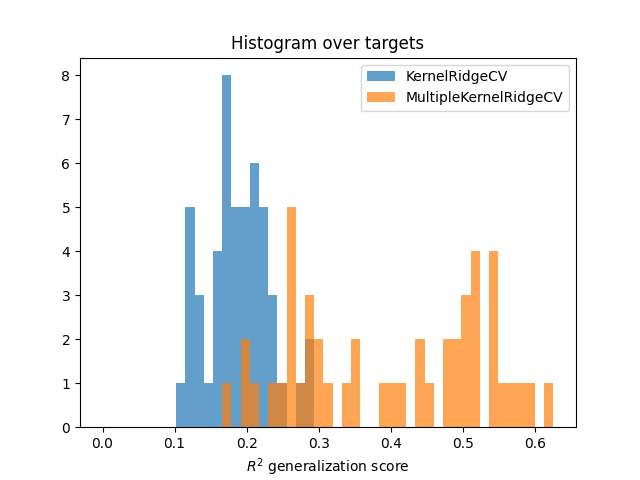 Histogram over targets
KernelRidgeCV
MultipleKernelRidgeCV
8
7
6
5
4
3
2
1
0
0.0 0.1 0.2 0.3 0.4 0.5 0.6
R² generalization score